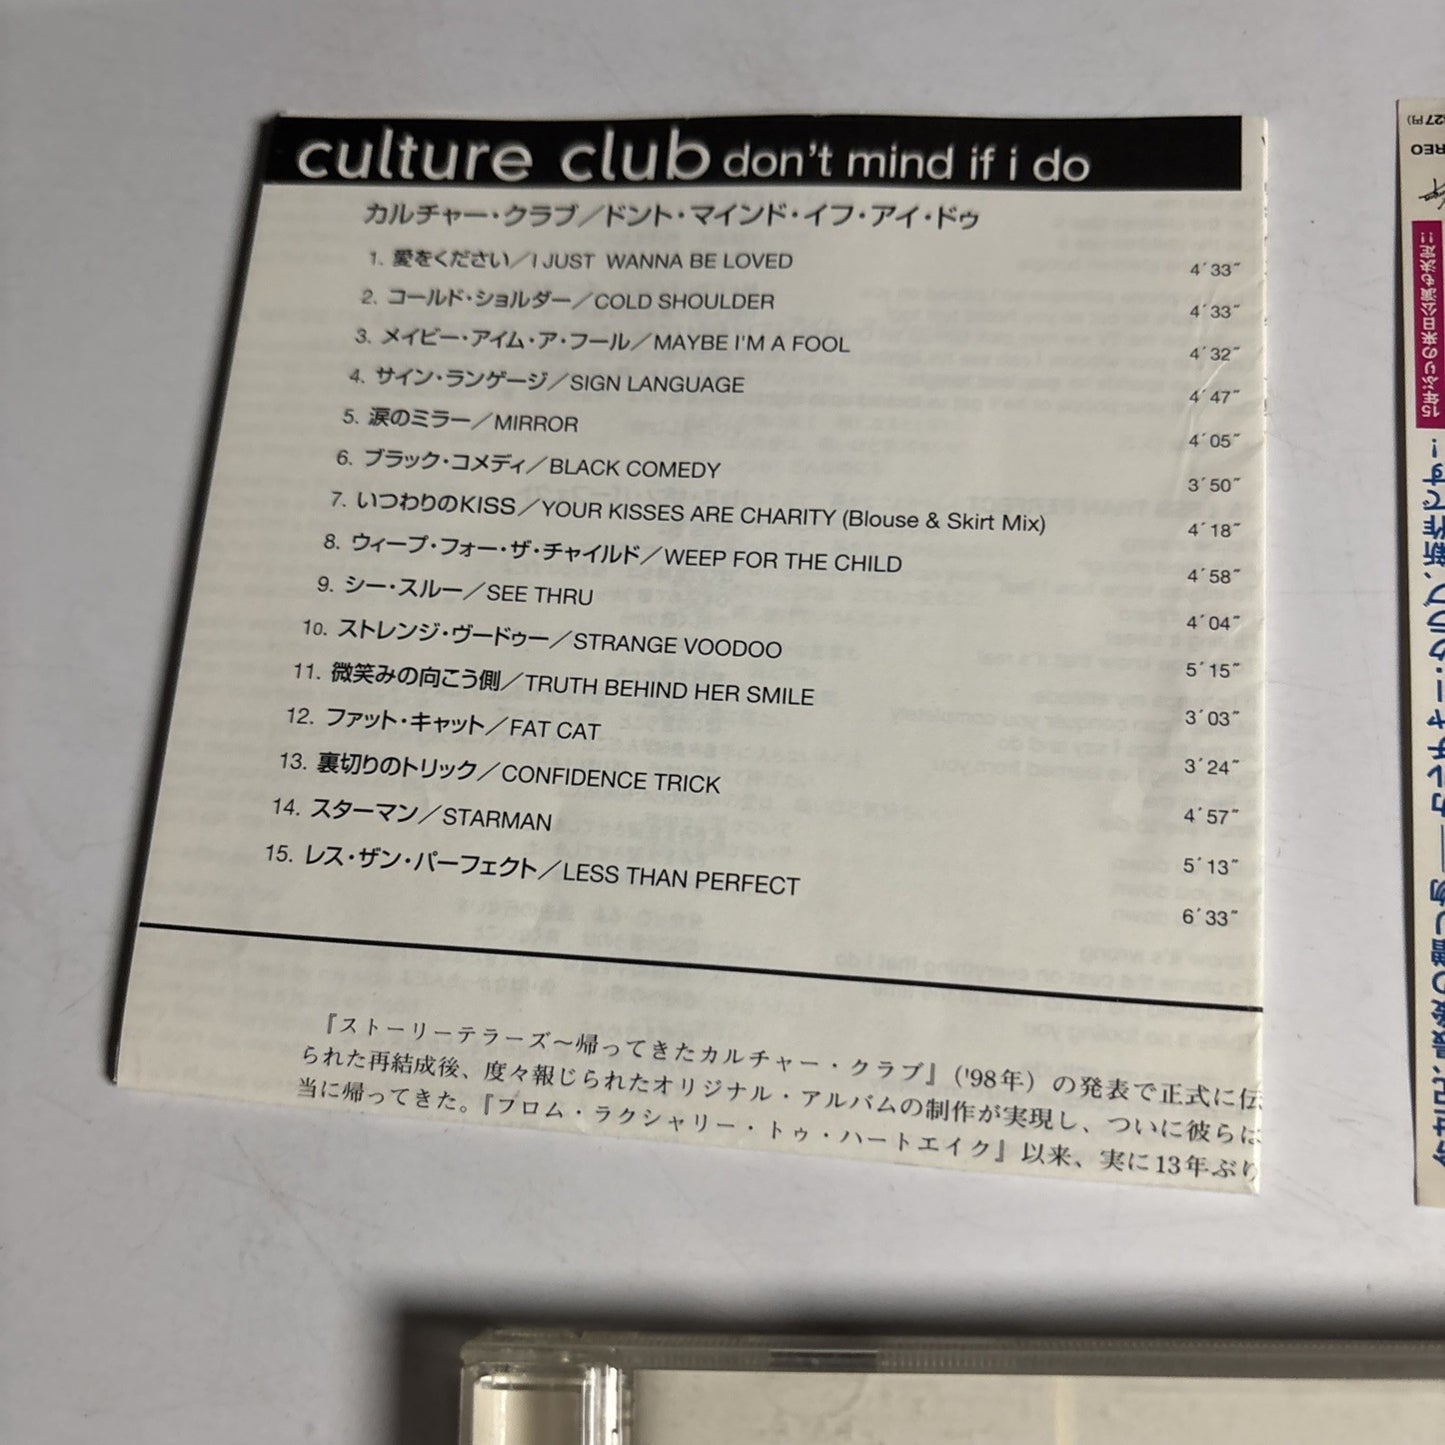 culture club don't mind if i do
カルチャー・クラブ／ドント・マインド・イフ・アイ・ドゥ
1. 愛をください／I JUST WANNA BE LOVED 4′33″
2. コールド・ショルダー／COLD SHOULDER 4′33″
3. メイビー・アイム・ア・フール／MAYBE I'M A FOOL 4′32″
4. サイン・ランゲージ／SIGN LANGUAGE 4′47″
5. 涙のミラー／MIRROR 4′05″
6. ブラック・コメディ／BLACK COMEDY 3′50″
7. いつわりのKISS／YOUR KISSES ARE CHARITY (Blouse & Skirt Mix) 4′18″
8. ウィープ・フォー・ザ・チャイルド／WEEP FOR THE CHILD 4′58″
9. シー・スルー／SEE THRU 4′04″
10. ストレンジ・ヴードゥー／STRANGE VOODOO 5′15″
11. 微笑みの向こう側／TRUTH BEHIND HER SMILE 3′03″
12. ファット・キャット／FAT CAT 3′24″
13. 裏切りのトリック／CONFIDENCE TRICK 4′57″
14. スターマン／STARMAN 5′13″
15. レス・ザン・パーフェクト／LESS THAN PERFECT 6′33″
『ストーリーテラーズ〜帰ってきたカルチャー・クラブ』('98年）の発表で正式に伝
られた再結成後、度々報じられたオリジナル・アルバムの制作が実現し、ついに彼らは
当に帰ってきた。『フロム・ラクシャリー・トゥ・ハートエイク』以来、実に13年ぶり
15年ぶりの来日公演も決定!!